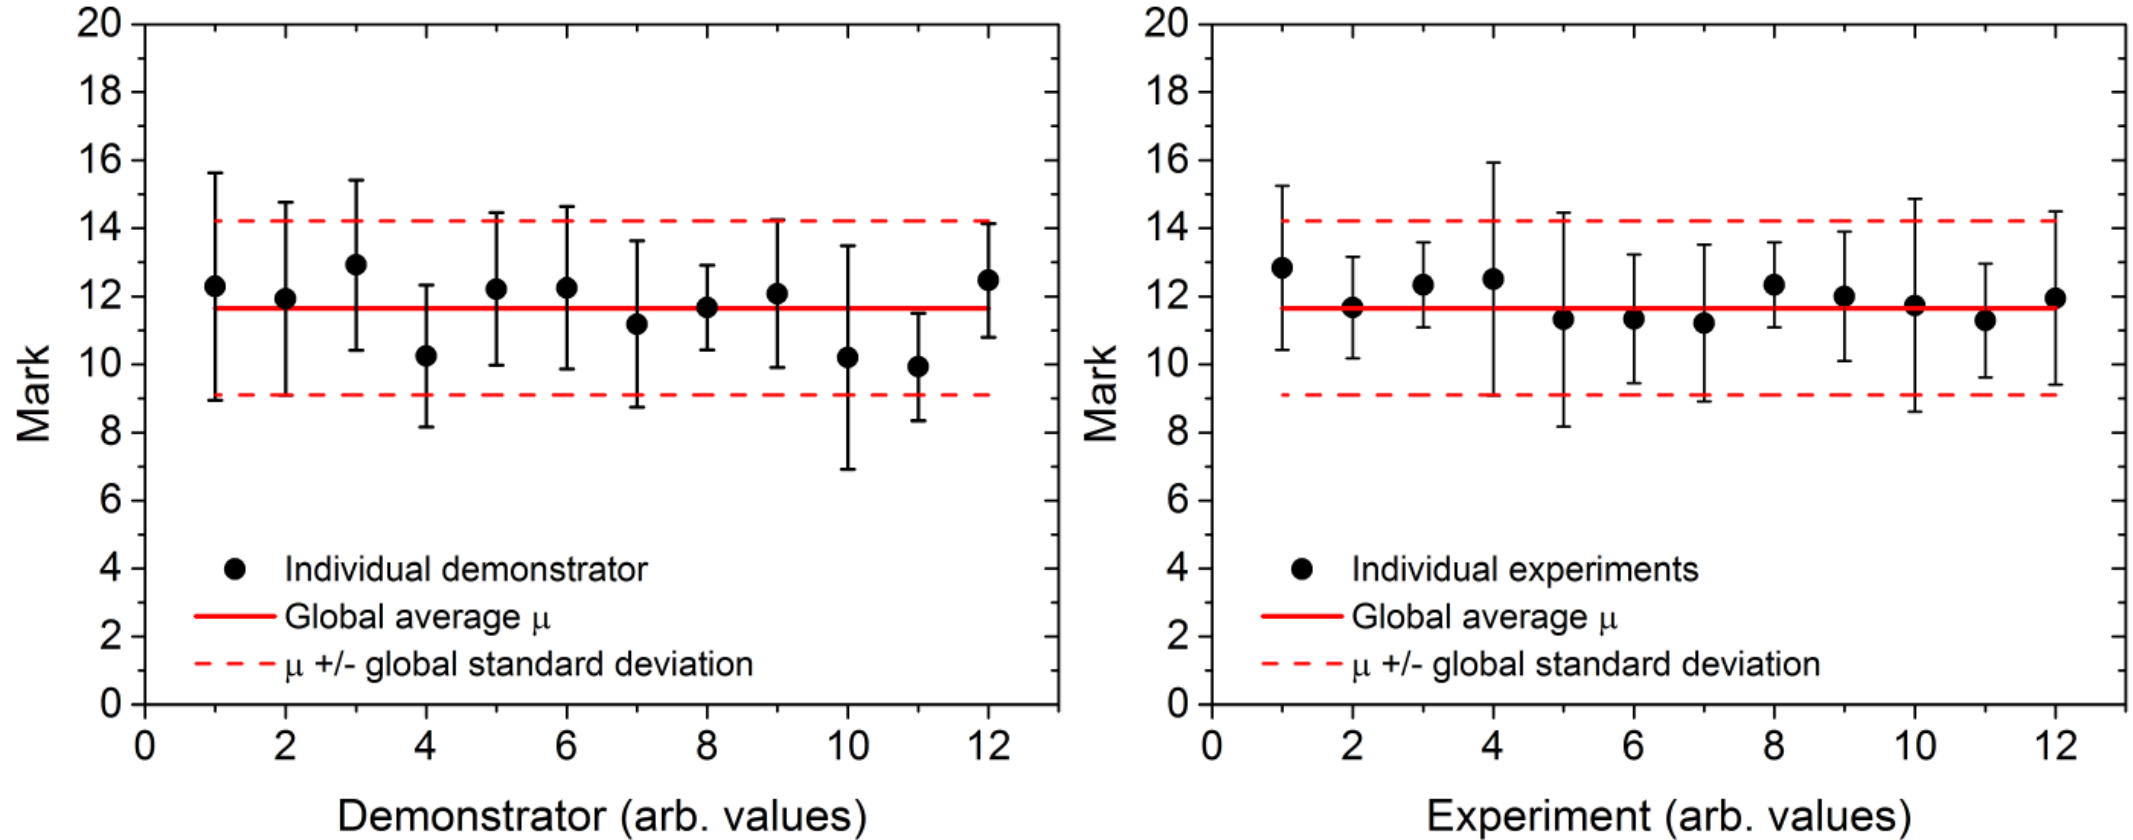 20
18
16
14
12
10
8
6
4
2
0
Mark
Individual demonstrator
Global average μ
μ +/- global standard deviation
0 2 4 6 8 10 12
Demonstrator (arb. values)
20
18
16
14
12
10
8
6
4
2
0
Mark
Individual experiments
Global average μ
μ +/- global standard deviation
0 2 4 6 8 10 12
Experiment (arb. values)